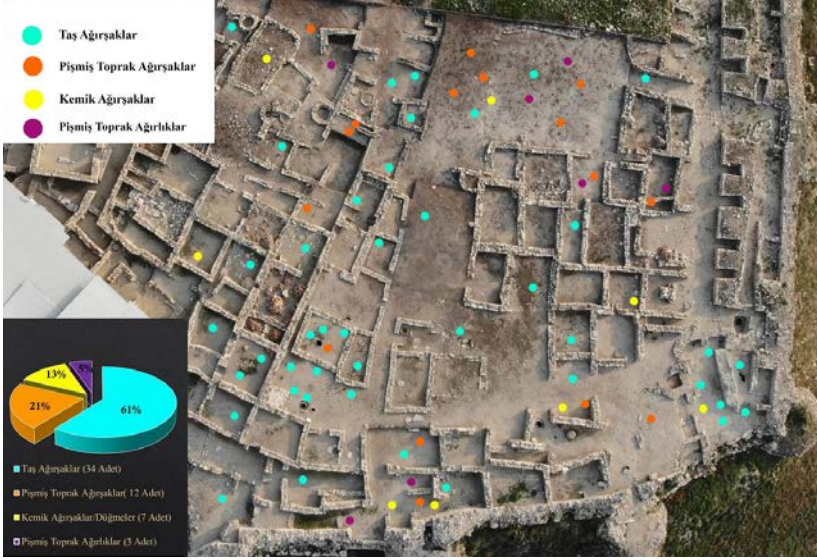 Taş Ağırşaklar
Pişmiş Toprak Ağırşaklar
Kemik Ağırşaklar
Pişmiş Toprak Ağırlıklar
13%
5%
21%
61%
Taş Ağırşaklar (34 Adet)
Pişmiş Toprak Ağırşaklar( 12 Adet)
Kemik Ağırşaklar/Düğmeler (7 Adet)
Pişmiş Toprak Ağırlıklar (3 Adet)